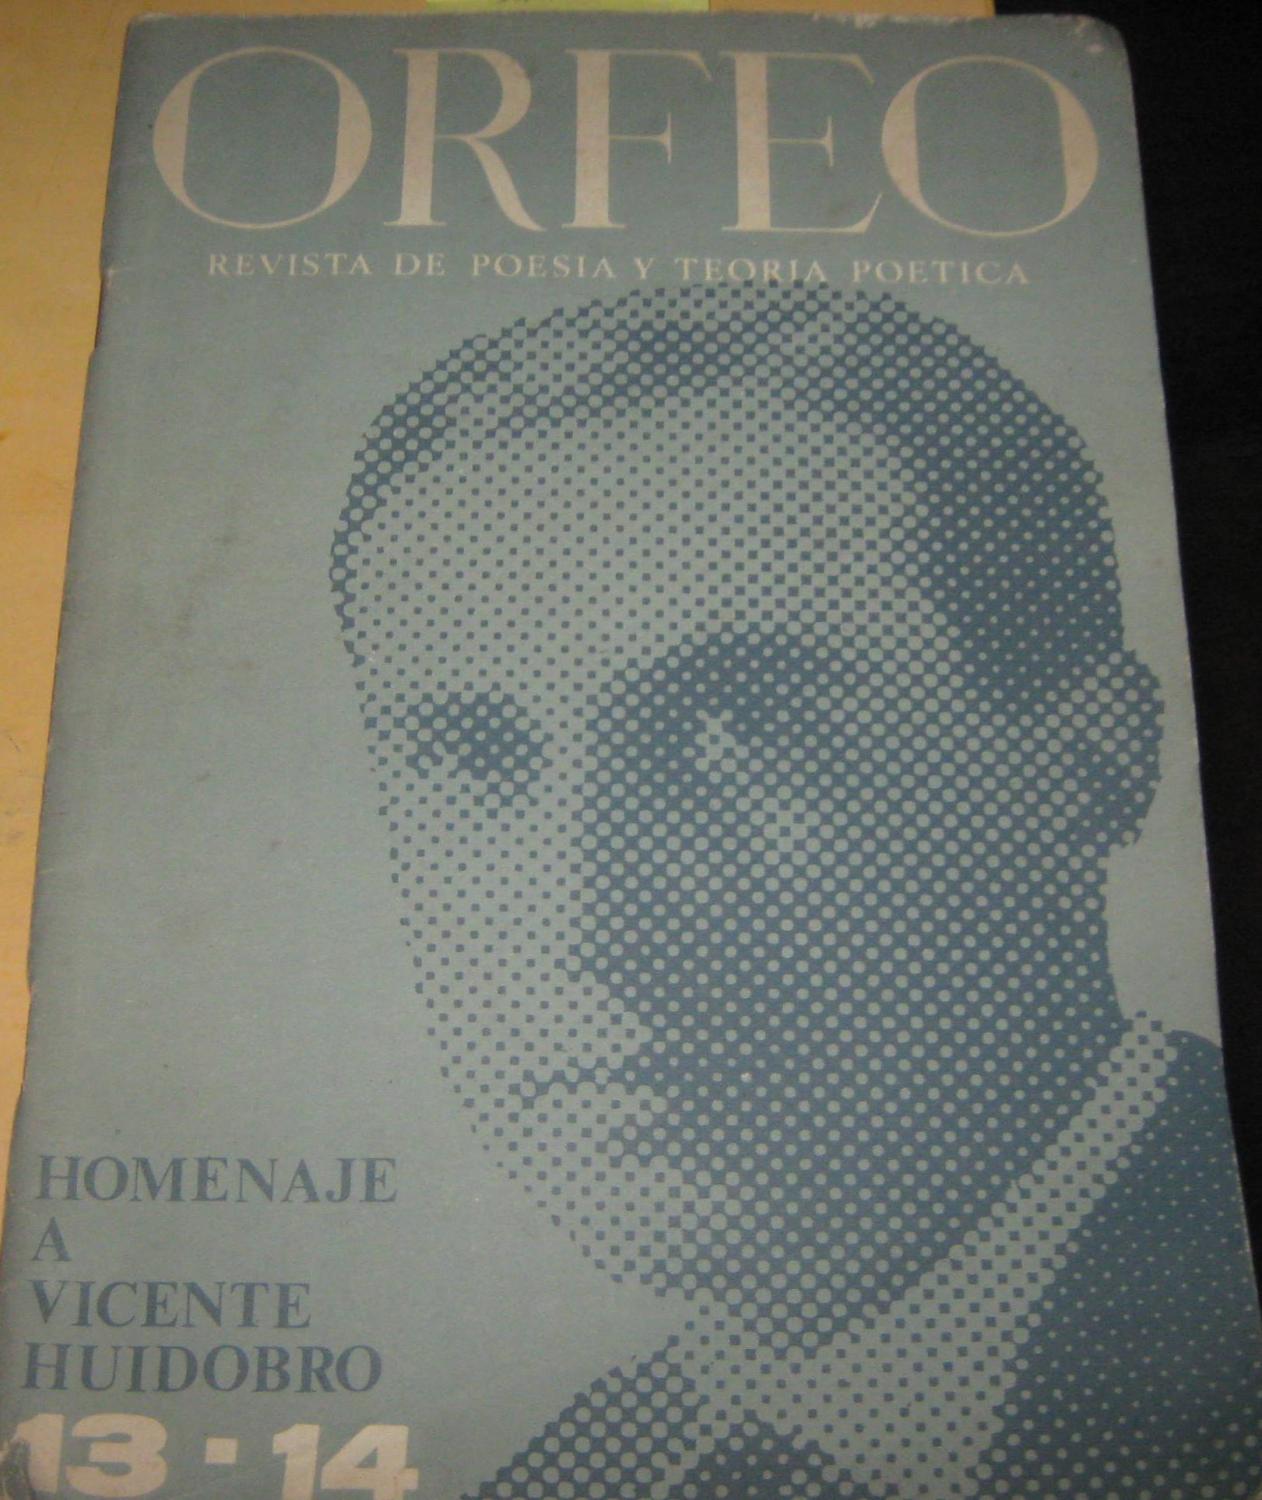 ORFEO
REVISTA DE POESIA Y TEORIA POETICA
HOMENAJE
A
VICENTE
HUIDOBRO
13 - 14